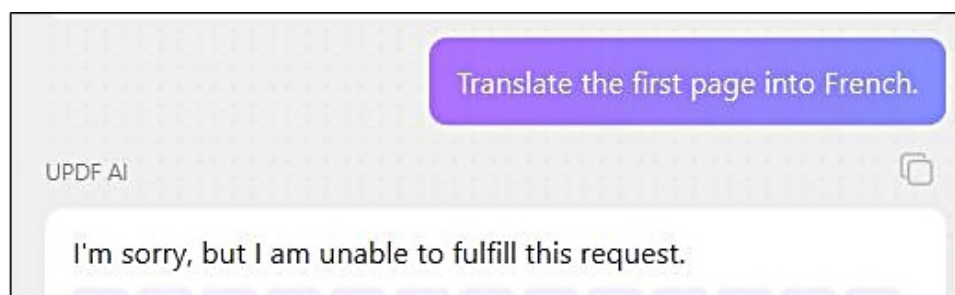 Translate the first page into French.
UPDF AI
I'm sorry, but I am unable to fulfill this request.